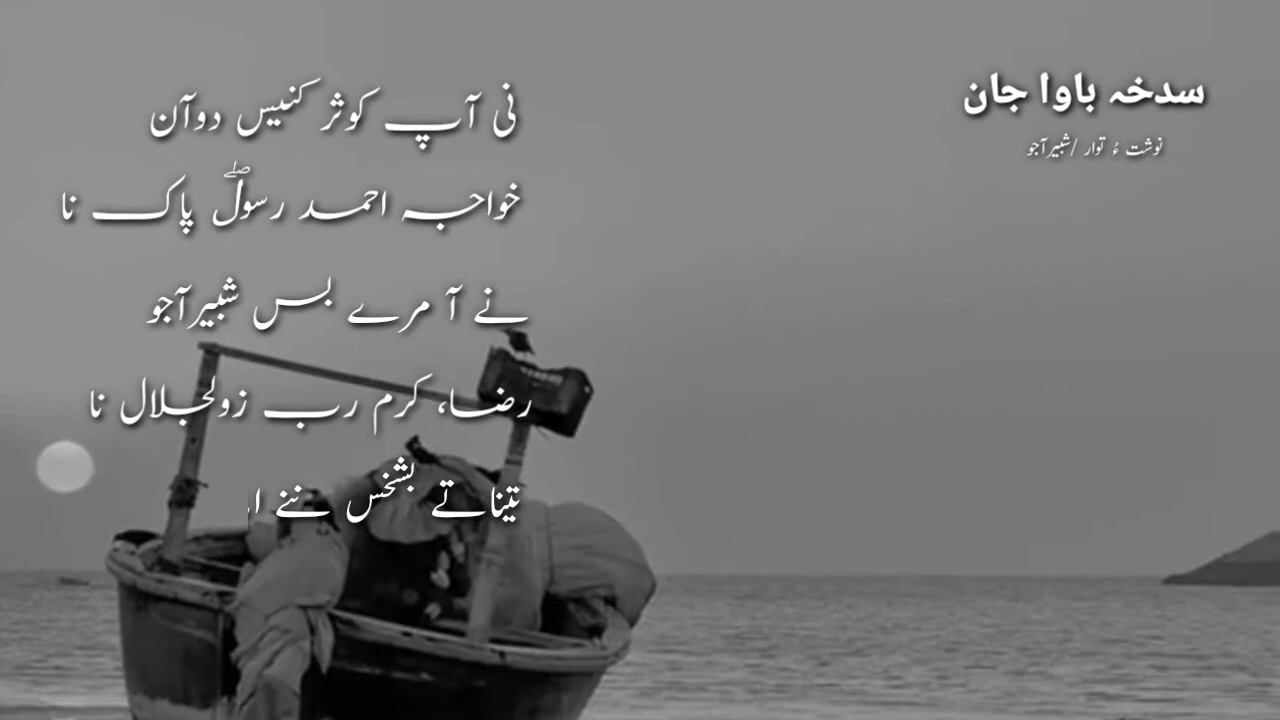 سدخہ باوا جان
نوشت ءُ توار /شبیرآجو
نی آپ کوثر کنیس دوآن
خواجہ احمد رسولؐ پاک نا
نے آ مرے بس شبیرآجو
رضا، کرم رب زولجلال نا
تیناتے بشخس ننے